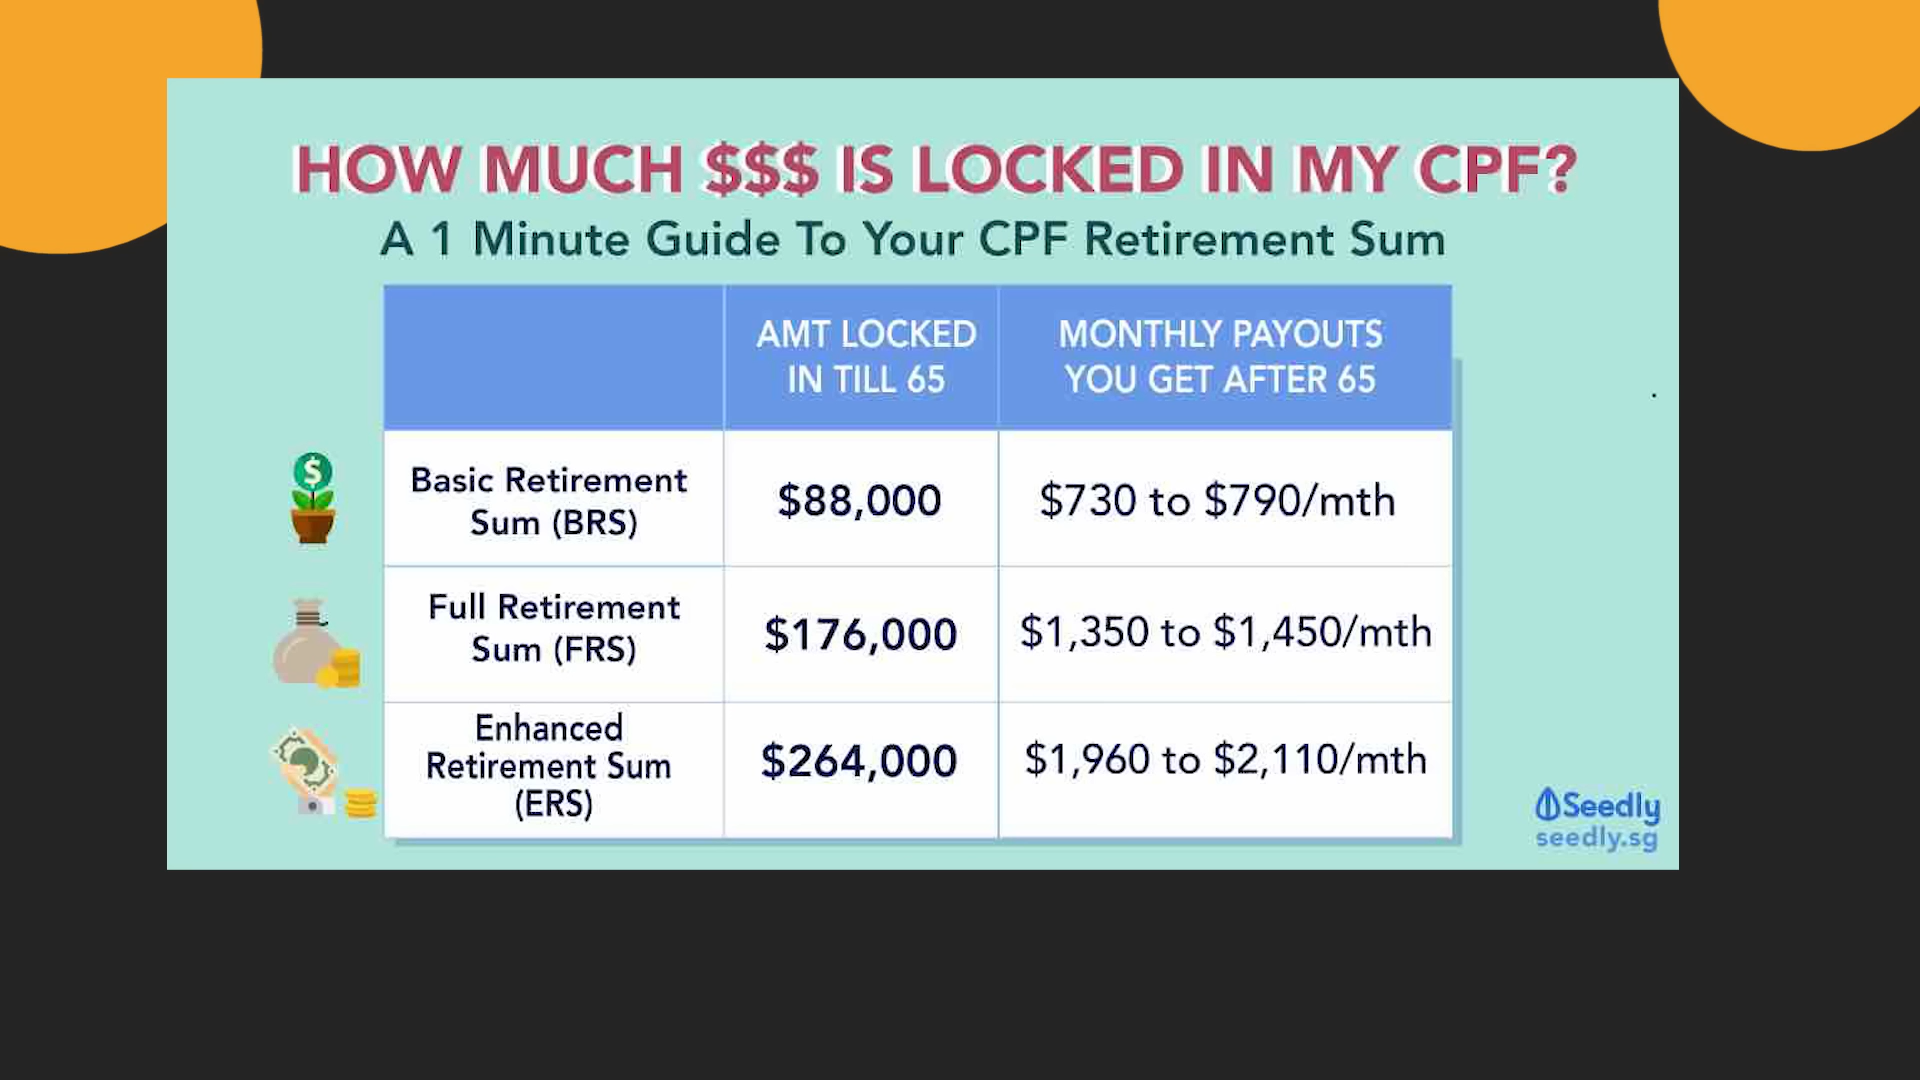 HOW MUCH $$$ IS LOCKED IN MY CPF?
A 1 Minute Guide To Your CPF Retirement Sum
AMT LOCKED
IN TILL 65
MONTHLY PAYOUTS
YOU GET AFTER 65
Basic Retirement
Sum (BRS)
$88,000
$730 to $790/mth
Full Retirement
Sum (FRS)
$176,000
$1,350 to $1,450/mth
Enhanced
Retirement Sum
(ERS)
$264,000
$1,960 to $2,110/mth
Seedly
seedly.sg